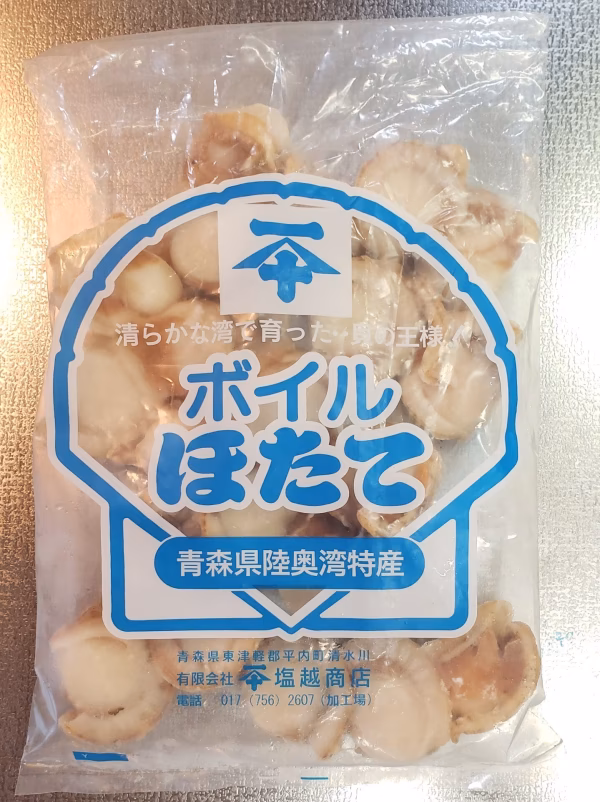 清らかな湾で育った・・貝の王様
ボイル
ほたて
青森県陸奥湾特産
青森県東津軽郡平内町清水川
有限会社 塩越商店
電話 017（756）2607（加工場）